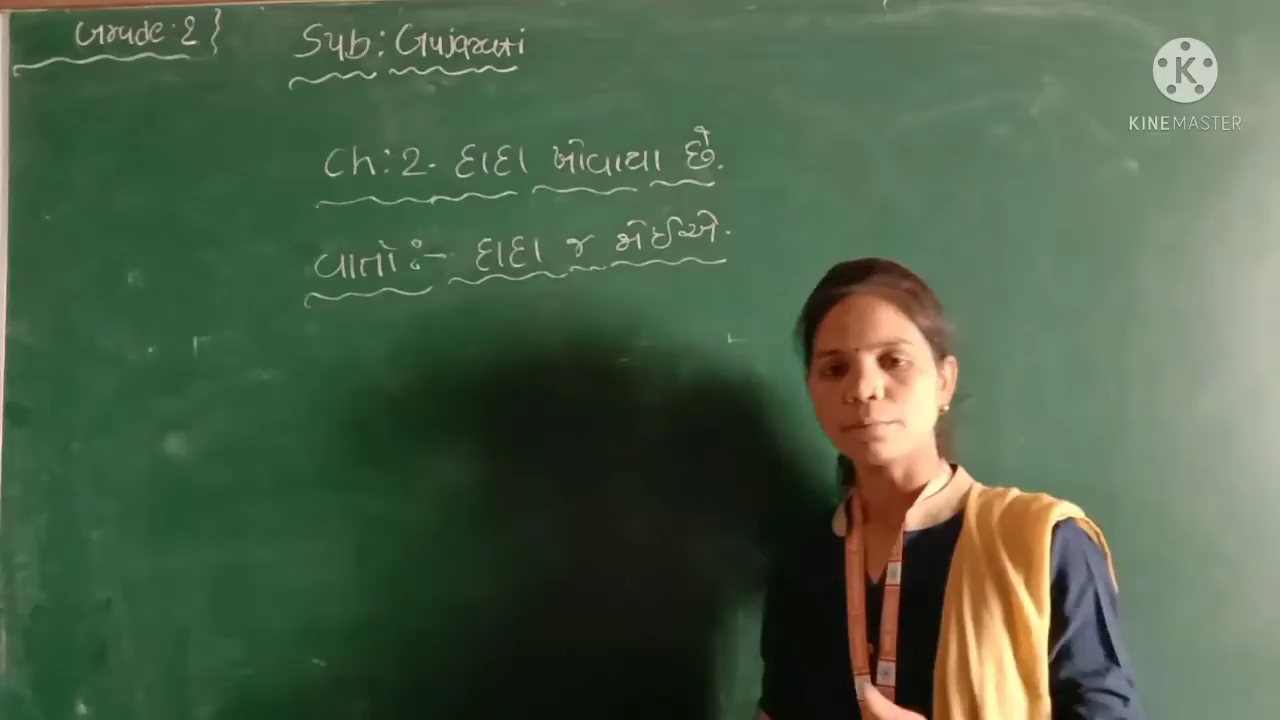 Grade:2}
Sub: Gujarati
Ch:2- દાદા ખોવાયા છે.
વાર્તા :- દાદા જ જોઈએ.
KINEMASTER